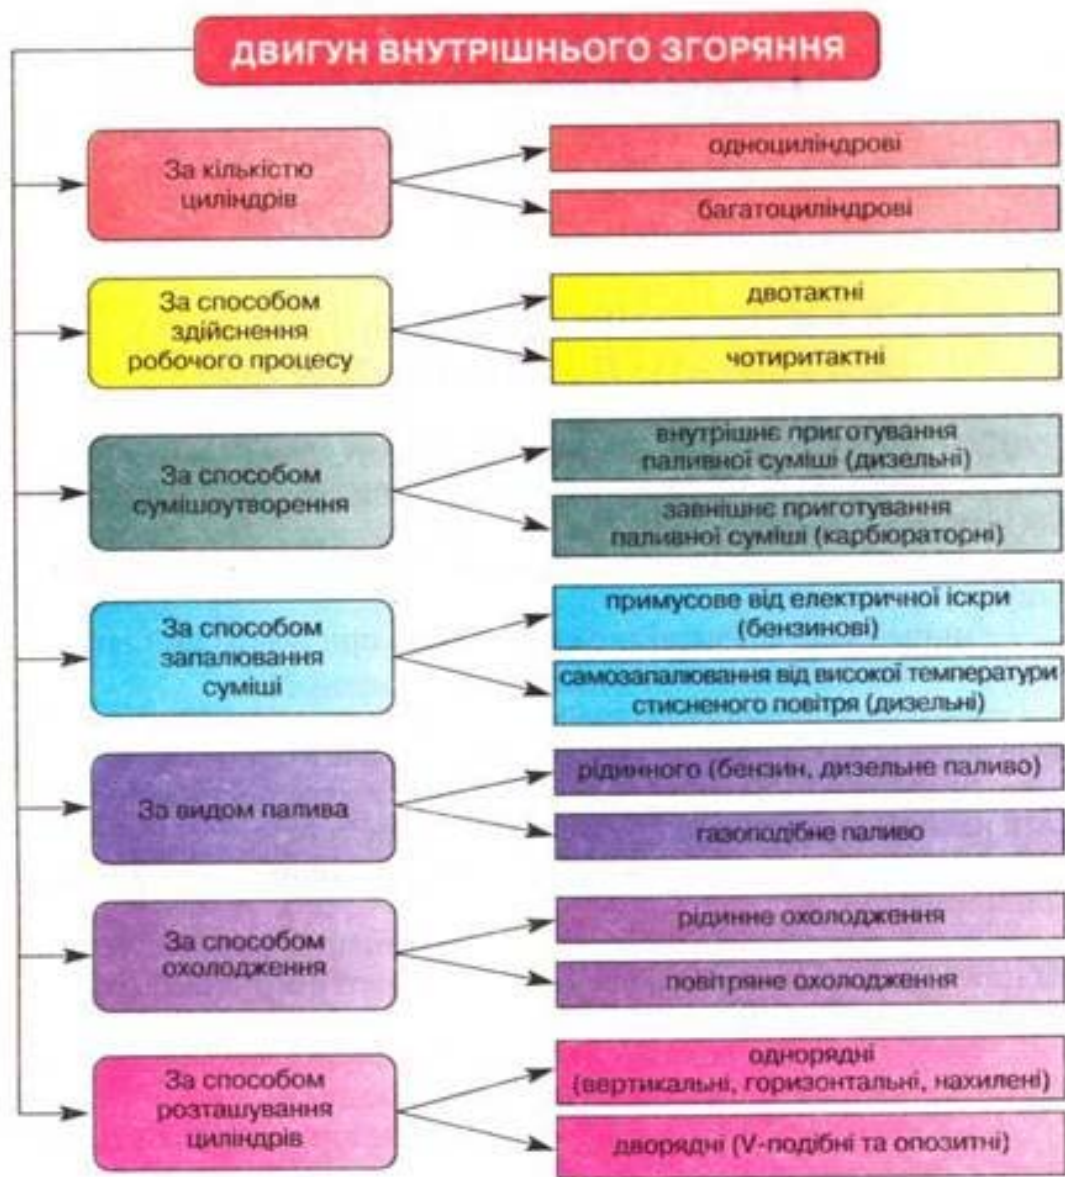 ДВИГУН ВНУТРІШНЬОГО ЗГОРЯННЯ
За кількістю
циліндрів
одноциліндрові
багатоциліндрові
За способом
здійснення
робочого процесу
двотактні
чотиритактні
За способом
сумішоутворення
внутрішнє приготування
паливної суміші (дизельні)
завнішнє приготування
паливної суміші (карбюраторні)
За способом
запалювання
суміші
примусове від електричної іскри
(бензинові)
самозапалювання від високої температури
стисненого повітря (дизельні)
За видом палива
рідинного (бензин, дизельне паливо)
газоподібне паливо
За способом
охолодження
рідинне охолодження
повітряне охолодження
За способом
розташування
циліндрів
однорядні
(вертикальні, горизонтальні, нахилені)
дворядні (V-подібні та опозитні)